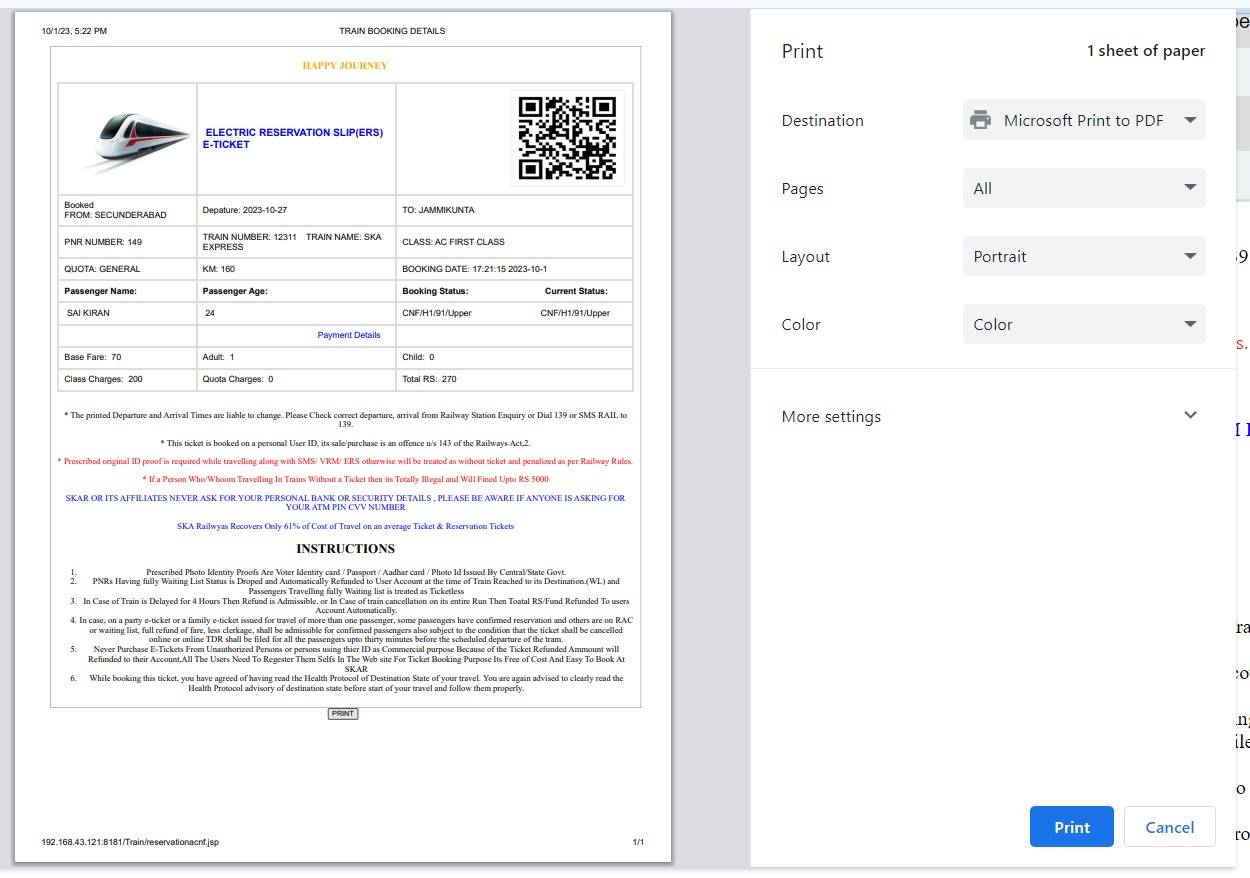 10/1/23, 5:22 PM TRAIN BOOKING DETAILS
HAPPY JOURNEY
ELECTRIC RESERVATION SLIP(ERS)
E-TICKET
Booked
FROM: SECUNDERABAD
Depature: 2023-10-27
TO: JAMMIKUNTA
PNR NUMBER: 149
TRAIN NUMBER: 12311 TRAIN NAME: SKA
EXPRESS
CLASS: AC FIRST CLASS
QUOTA: GENERAL KM: 160 BOOKING DATE: 17:21:15 2023-10-1
Passenger Name: Passenger Age: Booking Status: Current Status:
SAI KIRAN 24 CNF/H1/91/Upper CNF/H1/91/Upper
Payment Details
Base Fare: 70 Adult: 1 Child: 0
Class Charges: 200 Quota Charges: 0 Total RS: 270
* The printed Departure and Arrival Times are liable to change. Please Check correct departure, arrival from Railway Station Enquiry or Dial 139 or SMS RAIL to
139.
* This ticket is booked on a personal User ID, its sale/purchase is an offence u/s 143 of the Railways Act,2.
* Prescribed original ID proof is required while travelling along with SMS/ VRM/ ERS otherwise will be treated as without ticket and penalized as per Railway Rules.
* If a Person Who/Whoom Travelling In Trains Without a Ticket then its Totally Illegal and Will Fined Upto RS 5000
SKAR OR ITS AFFILIATES NEVER ASK FOR YOUR PERSONAL BANK OR SECURITY DETAILS , PLEASE BE AWARE IF ANYONE IS ASKING FOR
YOUR ATM PIN CVV NUMBER
SKA Railwyas Recovers Only 61% of Cost of Travel on an average Ticket & Reservation Tickets
INSTRUCTIONS
1. Prescribed Photo Identity Proofs Are Voter Identity card / Passport / Aadhar card / Photo Id Issued By Central/State Govt.
2. PNRs Having fully Waiting List Status is Droped and Automatically Refunded to User Account at the time of Train Reached to its Destination.(WL) and
Passengers Travelling fully Waiting list is treated as Ticketless
3. In Case of Train is Delayed for 4 Hours Then Refund is Admissible. or In Case of train cancellation on its entire Run Then Toatal RS/Fund Refunded To users
Account Automatically.
4. In case, on a party e-ticket or a family e-ticket issued for travel of more than one passenger, some passengers have confirmed reservation and others are on RAC
or waiting list, full refund of fare, less clerkage, shall be admissible for confirmed passengers also subject to the condition that the ticket shall be cancelled
online or online TDR shall be filed for all the passengers upto thirty minutes before the scheduled departure of the tram.
5. Never Purchase E-Tickets From Unauthorized Persons or persons using thier ID as Commercial purpose Because of the Ticket Refunded Ammount will
Refunded to their Account,All The Users Need To Regester Them Selfs In The Web site For Ticket Booking Purpose Its Free of Cost And Easy To Book At
SKAR
6. While booking this ticket, you have agreed of having read the Health Protocol of Destination State of your travel. You are again advised to clearly read the
Health Protocol advisory of destination state before start of your travel and follow them properly.
PRINT
192.168.43.121:8181/Train/reservationacnf.jsp 1/1
Print 1 sheet of paper
Destination Microsoft Print to PDF
Pages All
Layout Portrait
Color Color
More settings
Print Cancel